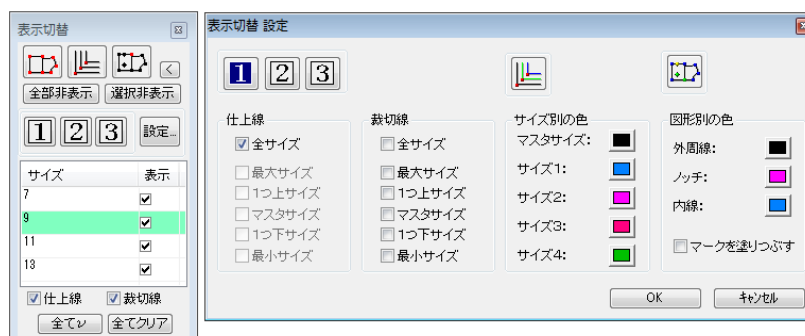 表示切替
全部非表示 選択非表示
1 2 3 設定...
サイズ 表示
7
9
11
13
仕上線 裁切線
全てレ 全てクリア
表示切替 設定
1 2 3
仕上線
全サイズ
最大サイズ
1つ上サイズ
マスタサイズ
1つ下サイズ
最小サイズ
裁切線
全サイズ
最大サイズ
1つ上サイズ
マスタサイズ
1つ下サイズ
最小サイズ
サイズ別の色
マスタサイズ:
サイズ1:
サイズ2:
サイズ3:
サイズ4:
図形別の色
外周線:
ノッチ:
内線:
マークを塗りつぶす
OK キャンセル